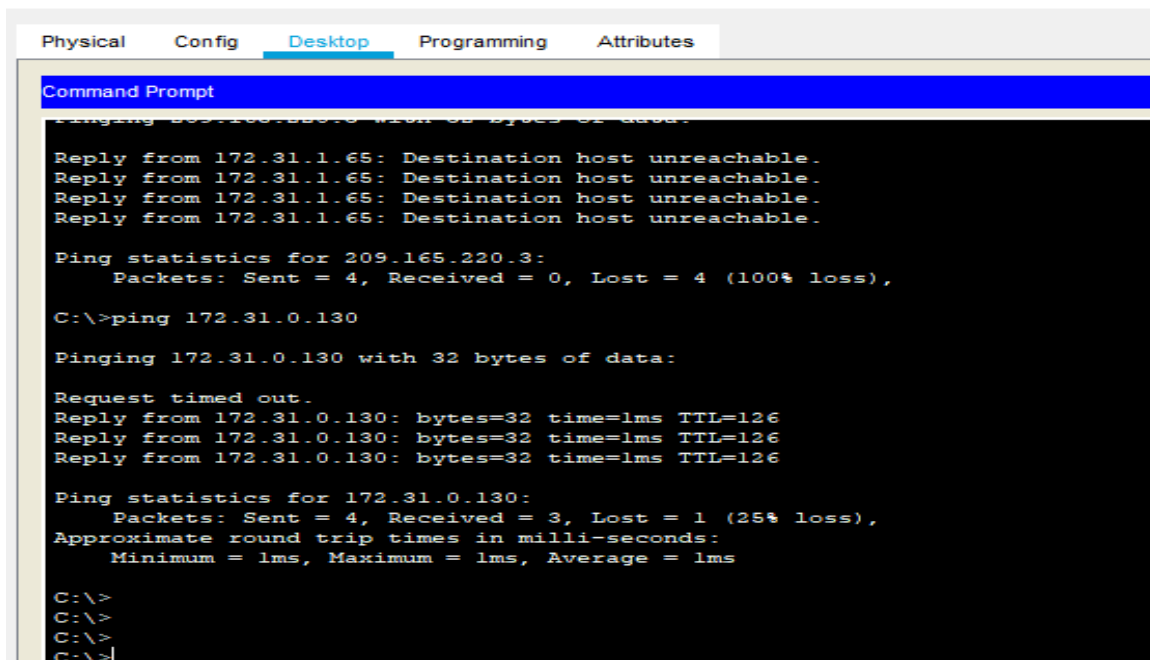 Physical Config Desktop Programming Attributes
Command Prompt
Reply from 172.31.1.65: Destination host unreachable.
Reply from 172.31.1.65: Destination host unreachable.
Reply from 172.31.1.65: Destination host unreachable.
Reply from 172.31.1.65: Destination host unreachable.
Ping statistics for 209.165.220.3:
Packets: Sent = 4, Received = 0, Lost = 4 (100% loss),
C:\>ping 172.31.0.130
Pinging 172.31.0.130 with 32 bytes of data:
Request timed out.
Reply from 172.31.0.130: bytes=32 time=1ms TTL=126
Reply from 172.31.0.130: bytes=32 time=1ms TTL=126
Reply from 172.31.0.130: bytes=32 time=1ms TTL=126
Ping statistics for 172.31.0.130:
Packets: Sent = 4, Received = 3, Lost = 1 (25% loss),
Approximate round trip times in milli-seconds:
Minimum = 1ms, Maximum = 1ms, Average = 1ms
C:\>
C:\>
C:\>
C:\>